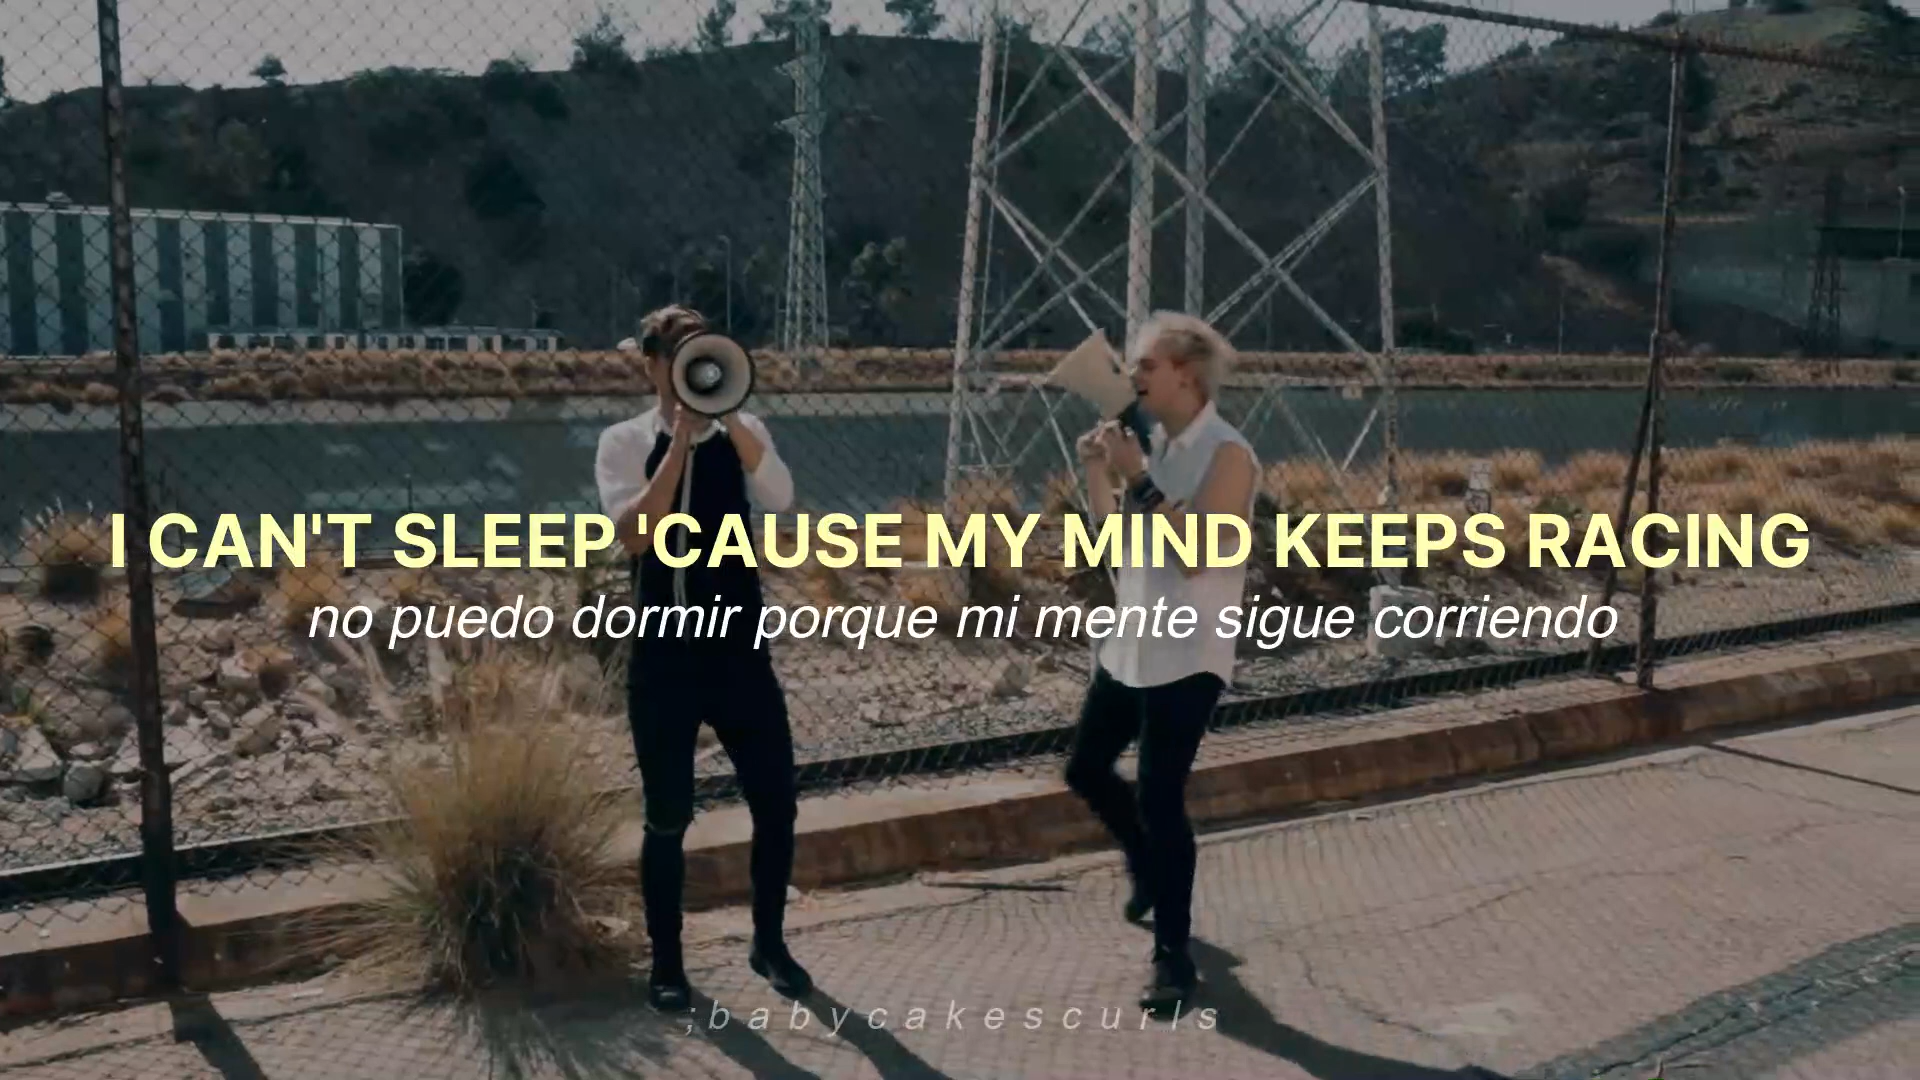 I CAN'T SLEEP 'CAUSE MY MIND KEEPS RACING
no puedo dormir porque mi mente sigue corriendo
;babycakescurls